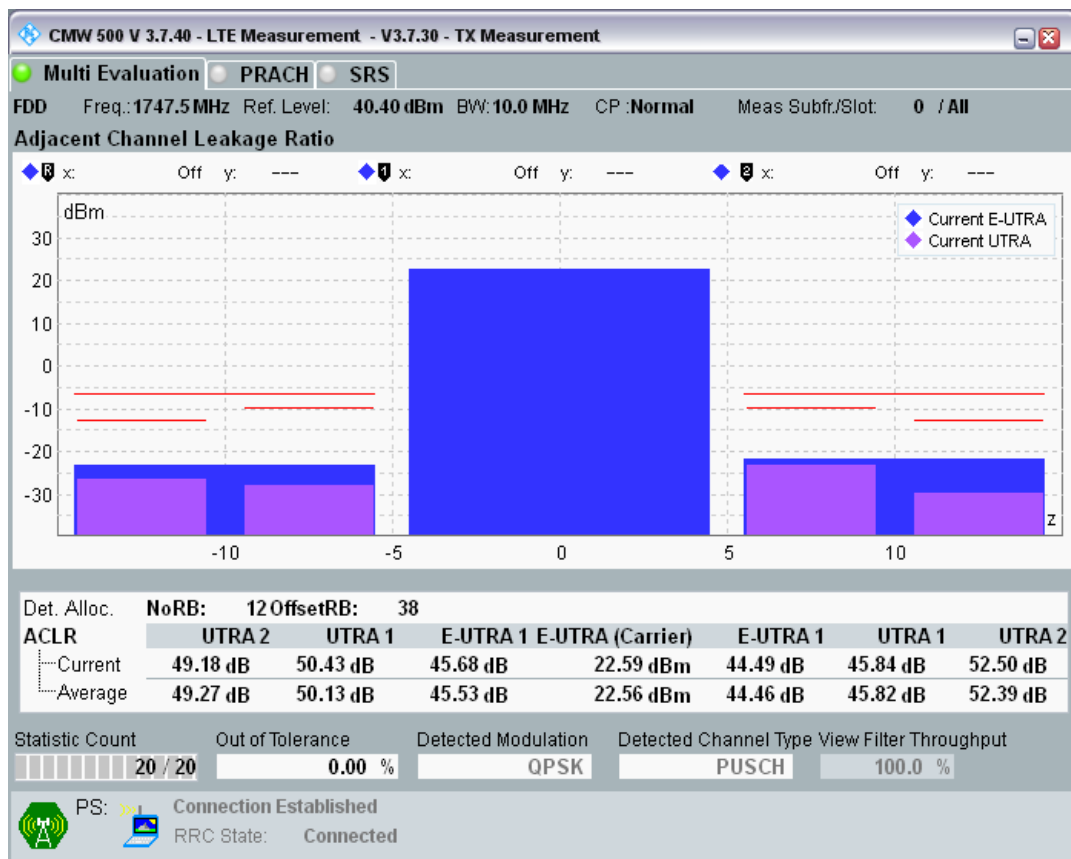 CMW 500 V 3.7.40 - LTE Measurement - V3.7.30 - TX Measurement
Multi Evaluation PRACH SRS
FDD Freq.:1747.5 MHz Ref. Level: 40.40 dBm BW:10.0 MHz CP :Normal Meas Subfr./Slot: 0 / All
Adjacent Channel Leakage Ratio
R x: Off y: --- 1 x: Off y: --- 2 x: Off y: ---
dBm
Current E-UTRA
Current UTRA
30
20
10
0
-10
-20
-30
z
-10 -5 0 5 10
Det. Alloc. NoRB: 12 OffsetRB: 38
ACLR UTRA 2 UTRA 1 E-UTRA 1 E-UTRA (Carrier) E-UTRA 1 UTRA 1 UTRA 2
Current 49.18 dB 50.43 dB 45.68 dB 22.59 dBm 44.49 dB 45.84 dB 52.50 dB
Average 49.27 dB 50.13 dB 45.53 dB 22.56 dBm 44.46 dB 45.82 dB 52.39 dB
Statistic Count Out of Tolerance Detected Modulation Detected Channel Type View Filter Throughput
20 / 20 0.00 % QPSK PUSCH 100.0 %
PS: Connection Established
RRC State: Connected